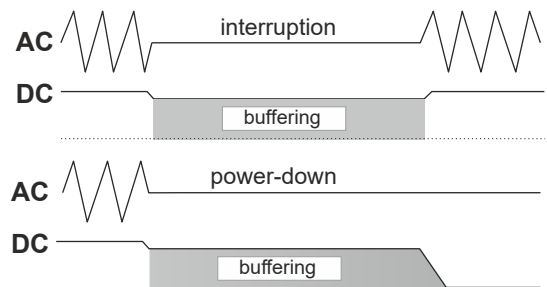 AC
interruption
DC
buffering
AC
power-down
DC
buffering